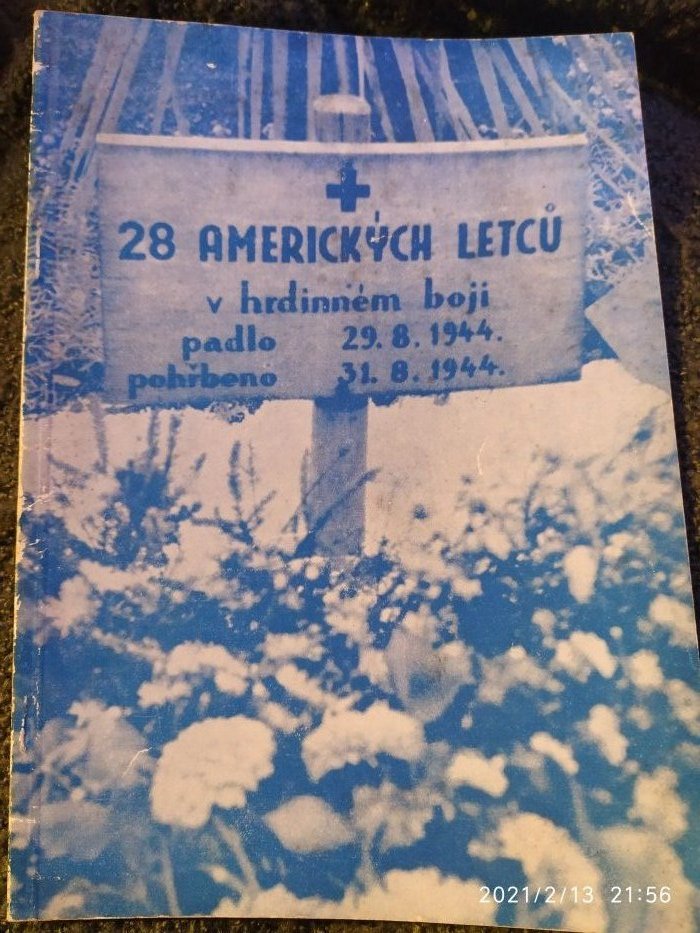 28 AMERICKÝCH LETCŮ
v hrdinném boji
padlo 29. 8. 1944.
pohřbeno 31. 8. 1944.
2021/2/13 21:56